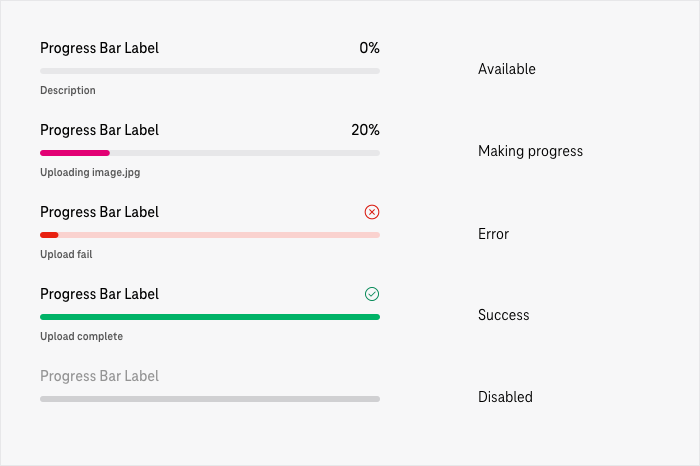 Progress Bar Label 0%
Available
Description
Progress Bar Label 20%
Making progress
Uploading image.jpg
Progress Bar Label
Error
Upload fail
Progress Bar Label
Success
Upload complete
Progress Bar Label
Disabled